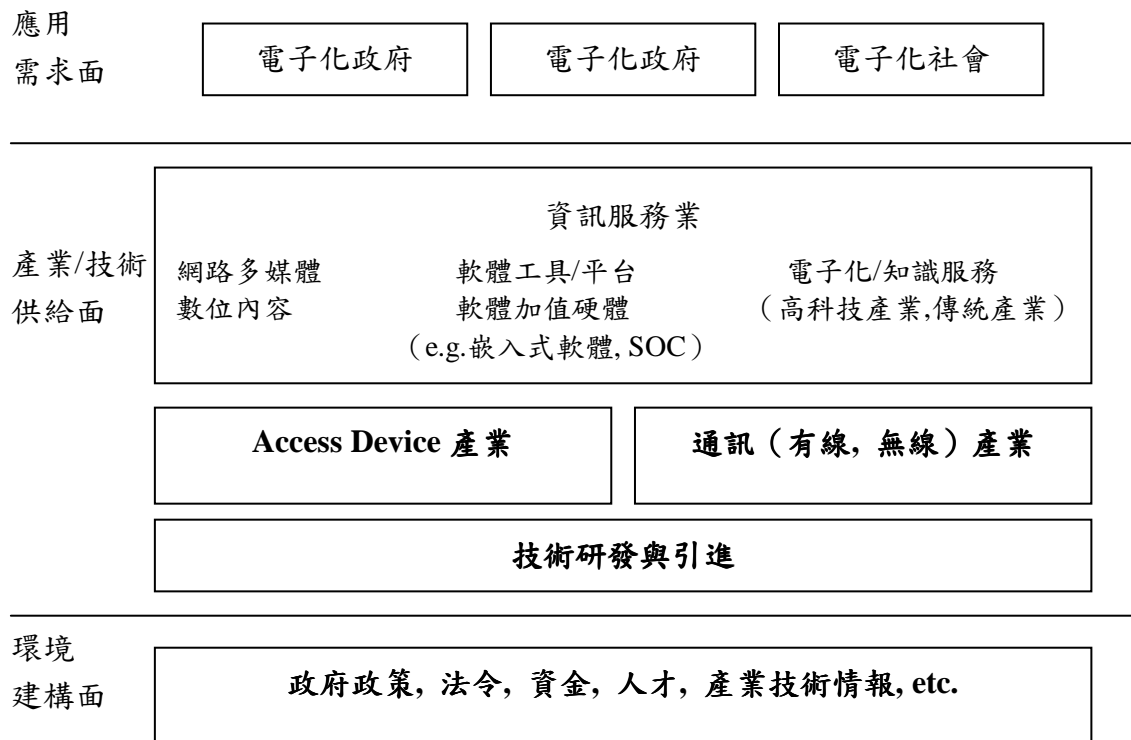 應用
需求面
電子化政府 電子化政府 電子化社會
產業/技術
供給面
資訊服務業
網路多媒體 軟體工具/平台 電子化/知識服務
數位內容 軟體加值硬體 （高科技產業,傳統產業）
（e.g.嵌入式軟體, SOC）
Access Device 產業 通訊（有線, 無線）產業
技術研發與引進
環境
建構面
政府政策, 法令, 資金, 人才, 產業技術情報, etc.